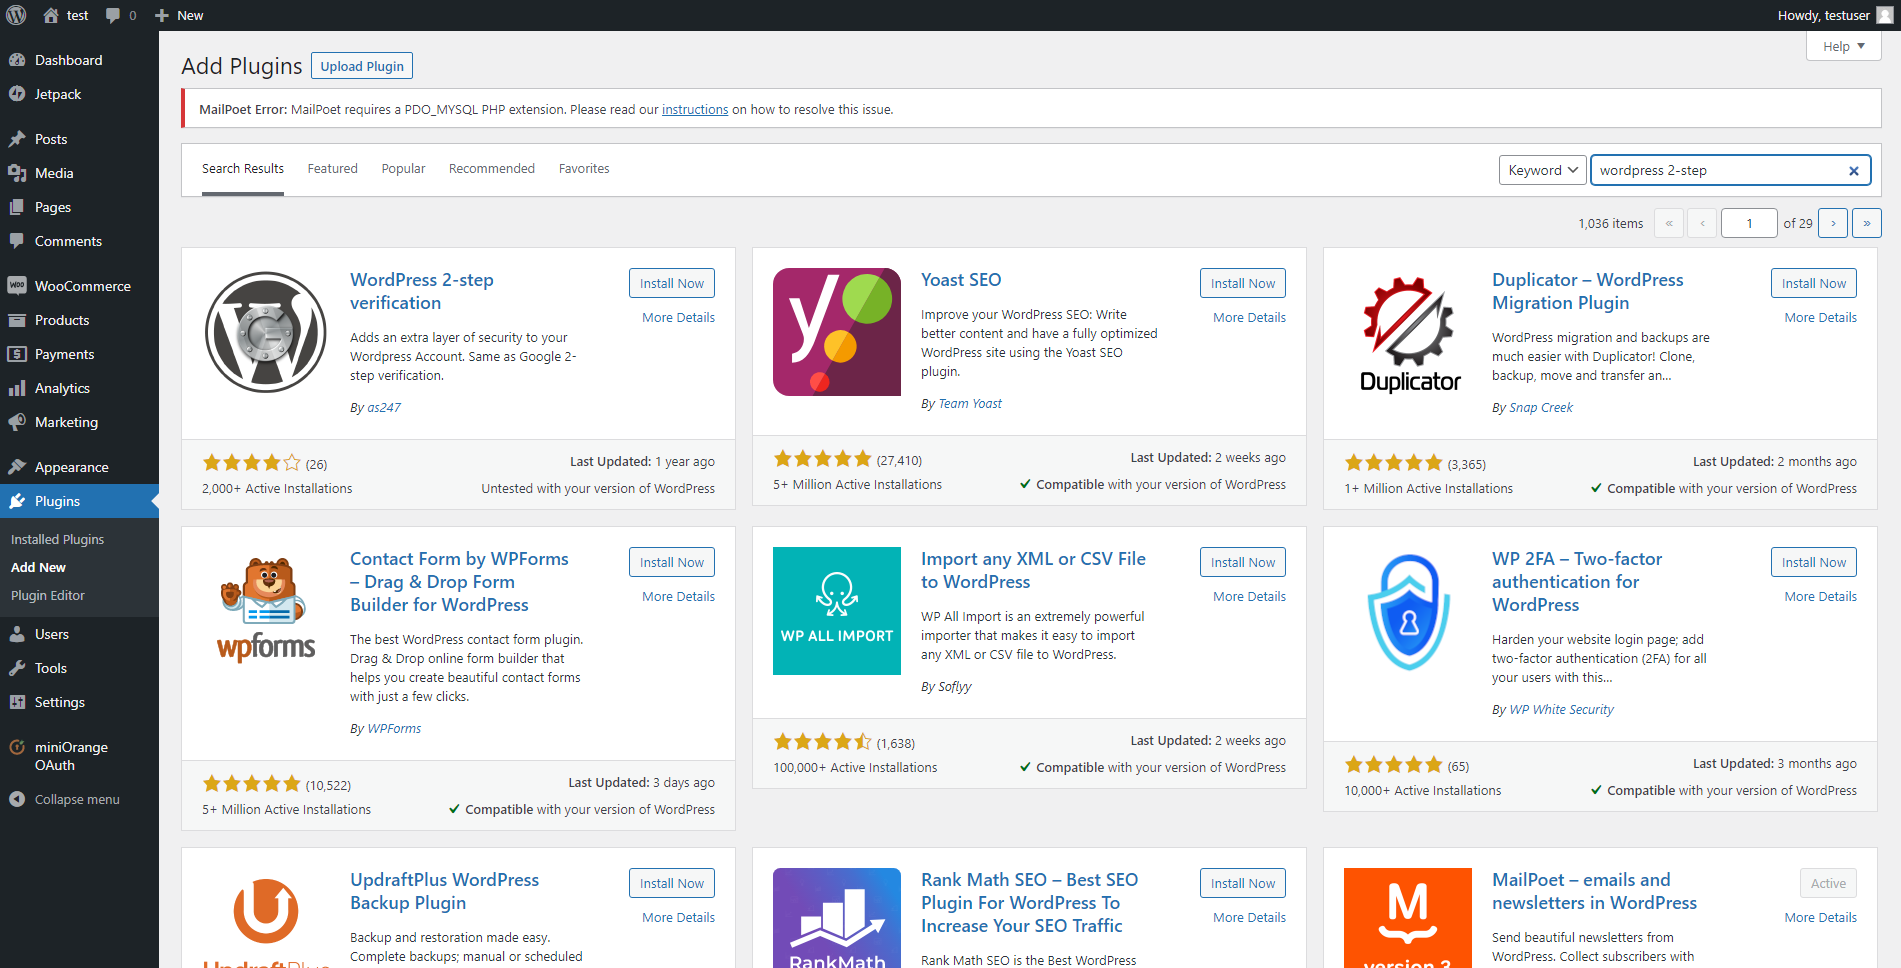 test
0
New
Howdy, testuser
Dashboard
Jetpack
Posts
Media
Pages
Comments
WooCommerce
Products
Payments
Analytics
Marketing
Appearance
Plugins
Installed Plugins
Add New
Plugin Editor
Users
Tools
Settings
miniOrange
OAuth
Collapse menu
Help
Add Plugins
Upload Plugin
MailPoet Error: MailPoet requires a PDO_MYSQL PHP extension. Please read our instructions on how to resolve this issue.
Search Results
Featured
Popular
Recommended
Favorites
Keyword
wordpress 2-step
1,036 items
«
‹
1
of 29
›
»
WordPress 2-step
verification
Install Now
More Details
Adds an extra layer of security to your
Wordpress Account. Same as Google 2-
step verification.
By as247
(26)
Last Updated: 1 year ago
2,000+ Active Installations
Untested with your version of WordPress
yo
Yoast SEO
Install Now
More Details
Improve your WordPress SEO: Write
better content and have a fully optimized
WordPress site using the Yoast SEO
plugin.
By Team Yoast
(27,410)
Last Updated: 2 weeks ago
5+ Million Active Installations
Compatible with your version of WordPress
Duplicator
Duplicator – WordPress
Migration Plugin
Install Now
More Details
WordPress migration and backups are
much easier with Duplicator! Clone,
backup, move and transfer an...
By Snap Creek
(3,365)
Last Updated: 2 months ago
1+ Million Active Installations
Compatible with your version of WordPress
wpforms
Contact Form by WPForms
– Drag & Drop Form
Builder for WordPress
Install Now
More Details
The best WordPress contact form plugin.
Drag & Drop online form builder that
helps you create beautiful contact forms
with just a few clicks.
By WPForms
(10,522)
Last Updated: 3 days ago
5+ Million Active Installations
Compatible with your version of WordPress
WP ALL IMPORT
Import any XML or CSV File
to WordPress
Install Now
More Details
WP All Import is an extremely powerful
importer that makes it easy to import
any XML or CSV file to WordPress.
By Soflyy
(1,638)
Last Updated: 2 weeks ago
100,000+ Active Installations
Compatible with your version of WordPress
WP 2FA – Two-factor
authentication for
WordPress
Install Now
More Details
Harden your website login page; add
two-factor authentication (2FA) for all
your users with this...
By WP White Security
(65)
Last Updated: 3 months ago
10,000+ Active Installations
Compatible with your version of WordPress
UpdraftPlus
UpdraftPlus WordPress
Backup Plugin
Install Now
More Details
Backup and restoration made easy.
Complete backups; manual or scheduled
RankMath
Rank Math SEO – Best SEO
Plugin For WordPress To
Increase Your SEO Traffic
Install Now
More Details
Rank Math SEO is the Best WordPress
M
version 3
MailPoet – emails and
newsletters in WordPress
Active
More Details
Send beautiful newsletters from
WordPress. Collect subscribers with